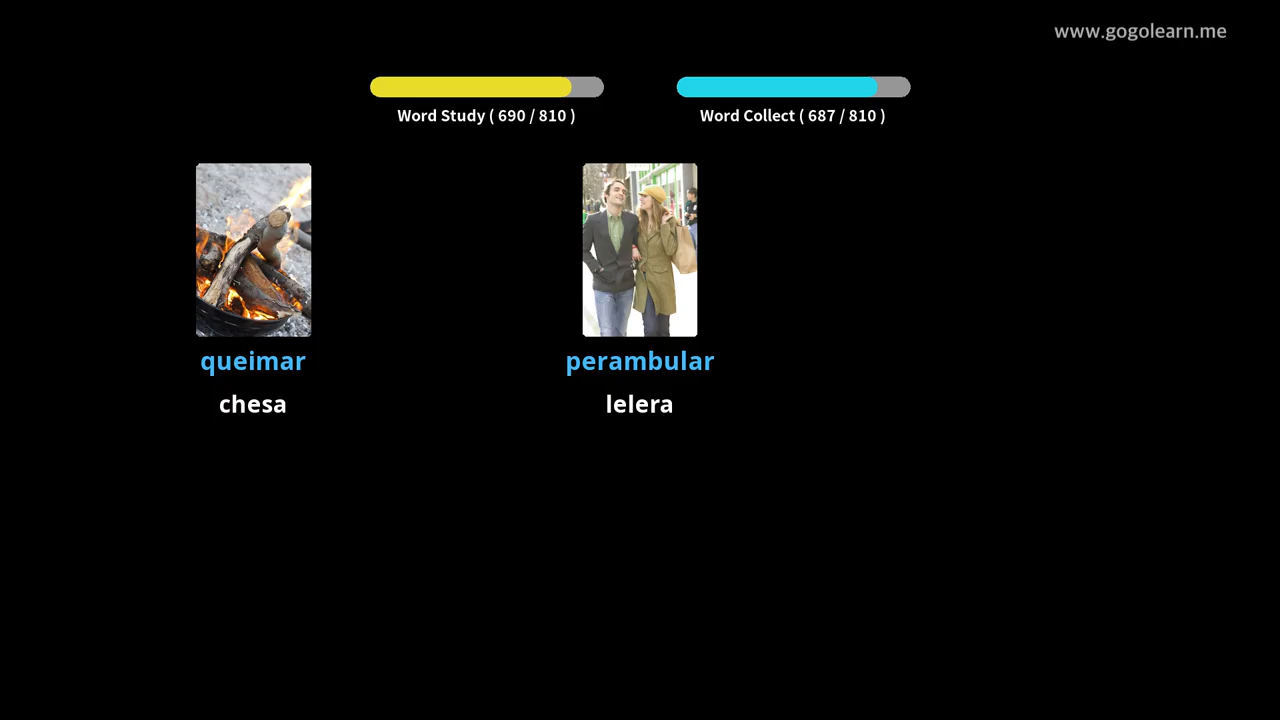 www.gogolearn.me
Word Study ( 690 / 810 )
Word Collect ( 687 / 810 )
queimar
perambular
chesa
lelera